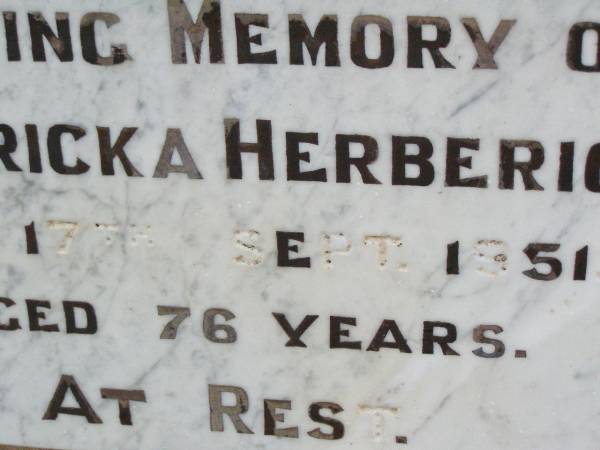 ING MEMORY O
RICKA HERBERIC
17TH SEPT. 1951.
GED 76 YEARS.
AT REST.